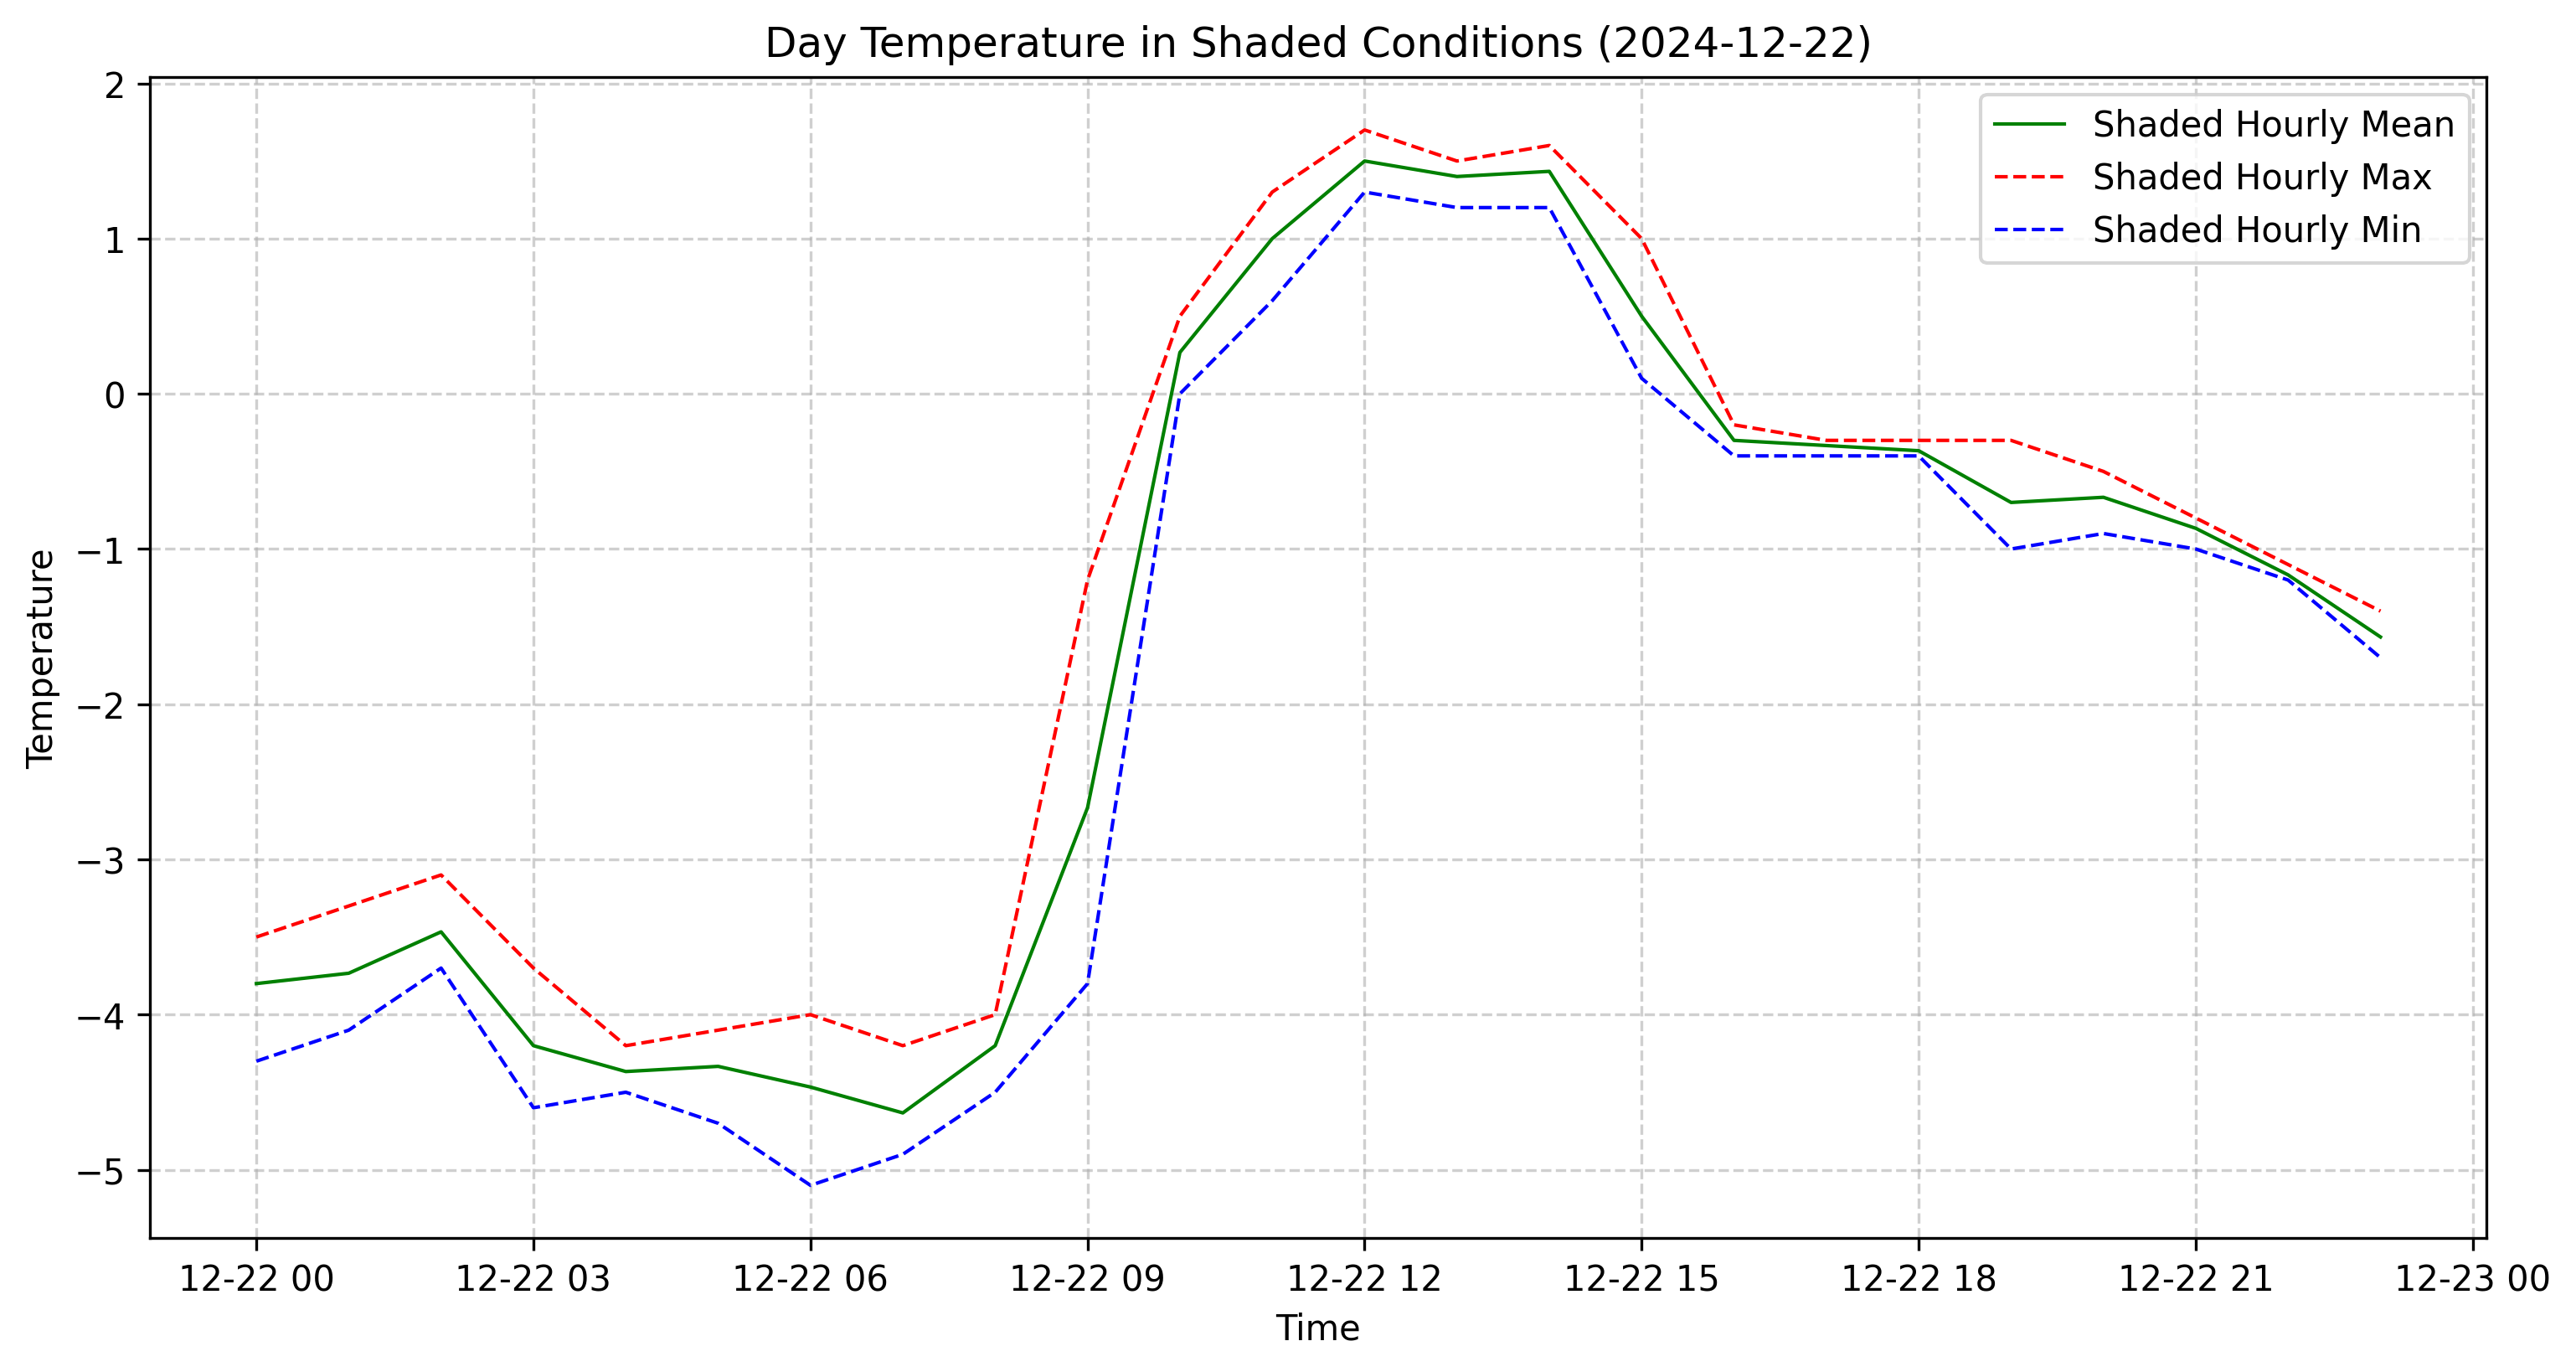 Day Temperature in Shaded Conditions (2024-12-22)
Shaded Hourly Mean
Shaded Hourly Max
Shaded Hourly Min
Temperature
2
1
0
−1
−2
−3
−4
−5
12-22 00 12-22 03 12-22 06 12-22 09 12-22 12 12-22 15 12-22 18 12-22 21 12-23 00
Time